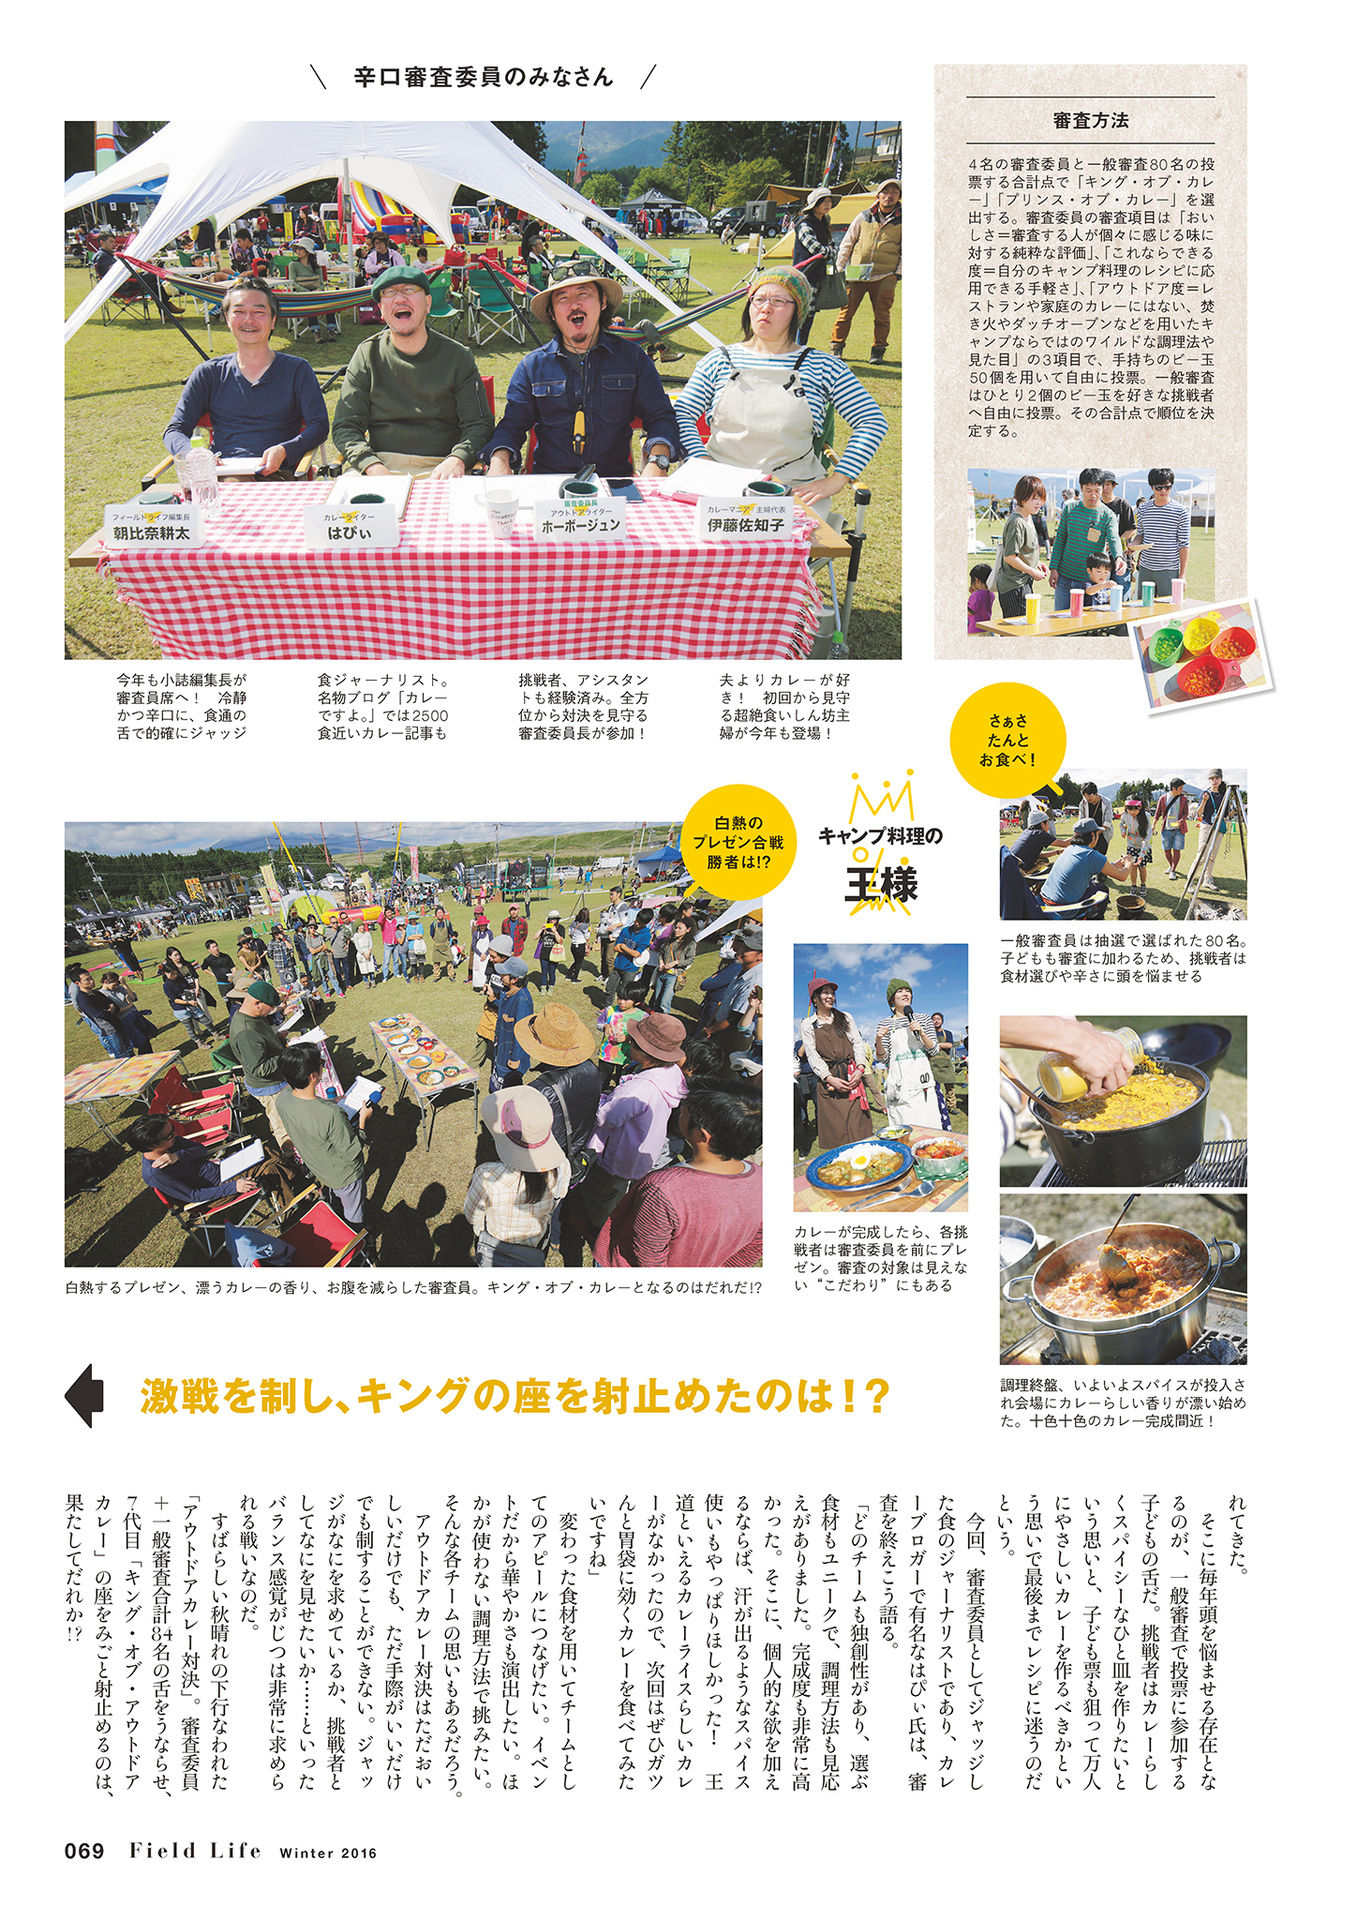 辛口審査委員のみなさん
フィールドライフ編集長
朝比奈耕太
カレーライター
はぴぃ
審査委員長
アウトドアライター
ホーボージュン
カレーマニア 主婦代表
伊藤佐知子
今年も小誌編集長が
審査員席へ！　冷静
かつ辛口に、食通の
舌で的確にジャッジ
食ジャーナリスト。
名物ブログ「カレー
ですよ。」では2500
食近いカレー記事も
挑戦者、アシスタン
トも経験済み。全方
位から対決を見守る
審査委員長が参加！
夫よりカレーが好
き！　初回から見守
る超絶食いしん坊主
婦が今年も登場！
審査方法
4名の審査委員と一般審査80名の投
票する合計点で「キング・オブ・カレ
ー」「プリンス・オブ・カレー」を選
出する。審査委員の審査項目は「おい
しさ＝審査する人が個々に感じる味に
対する純粋な評価」、「これならできる
度＝自分のキャンプ料理のレシピに応
用できる手軽さ」、「アウトドア度＝レ
ストランや家庭のカレーにはない、焚
き火やダッチオーブンなどを用いたキ
ャンプならではのワイルドな調理法や
見た目」の3項目で、手持ちのビー玉
50個を用いて自由に投票。一般審査
はひとり2個のビー玉を好きな挑戦者
へ自由に投票。その合計点で順位を決
定する。
さぁさ
たんと
お食べ！
白熱の
プレゼン合戦
勝者は!?
キャンプ料理の
王様
一般審査員は抽選で選ばれた80名。
子どもも審査に加わるため、挑戦者は
食材選びや辛さに頭を悩ませる
カレーが完成したら、各挑
戦者は審査委員を前にプレ
ゼン。審査の対象は見えな
い“こだわり”にもある
白熱するプレゼン、漂うカレーの香り、お腹を減らした審査員。キング・オブ・カレーとなるのはだれだ!?
調理終盤、いよいよスパイスが投入さ
れ会場にカレーらしい香りが漂い始め
た。十色十色のカレー完成間近！
激戦を制し、キングの座を射止めたのは！？
れてきた。
　そこに毎年頭を悩ませる存在とな
るのが、一般審査で投票に参加する
子どもの舌だ。挑戦者はカレーらし
くスパイシーなひと皿を作りたいと
いう思いと、子ども票も狙って万人
にやさしいカレーを作るべきかとい
う思いで最後までレシピに迷うのだ
という。
　今回、審査委員としてジャッジし
た食のジャーナリストであり、カレ
ーブロガーで有名なはぴぃ氏は、審
査を終えこう語る。
「どのチームも独創性があり、選ぶ
食材もユニークで、調理方法も見応
えがありました。完成度も非常に高
かった。そこに、個人的な欲を加え
るならば、汗が出るようなスパイス
使いもやっぱりほしかった！　王
道といえるカレーライスらしいカレ
ーがなかったので、次回はぜひガツ
んと胃袋に効くカレーを食べてみた
いですね」
　変わった食材を用いてチームとし
てのアピールにつなげたい。イベン
トだから華やかさも演出したい。ほ
かが使わない調理方法で挑みたい。
そんな各チームの思いもあるだろう。
　アウトドアカレー対決はただおい
しいだけでも、ただ手際がいいだけ
でも制することができない。ジャッ
ジがなにを求めているか、挑戦者と
してなにを見せたいか……といった
バランス感覚がじつは非常に求めら
れる戦いなのだ。
　すばらしい秋晴れの下行なわれた
「アウトドアカレー対決」。審査委員
＋一般審査合計84名の舌をうならせ、
7代目「キング・オブ・アウトドア
カレー」の座をみごと射止めるのは、
果たしてだれか!?
069 Field Life Winter 2016